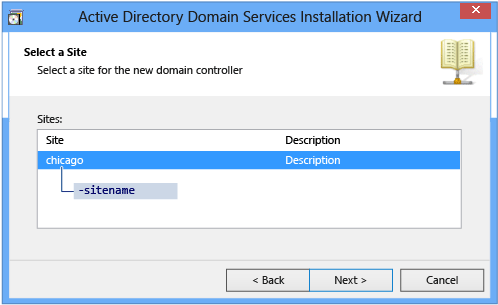 Active Directory Domain Services Installation Wizard
Select a Site
Select a site for the new domain controller
Sites:
Site Description
chicago Description
-sitename
< Back Next > Cancel